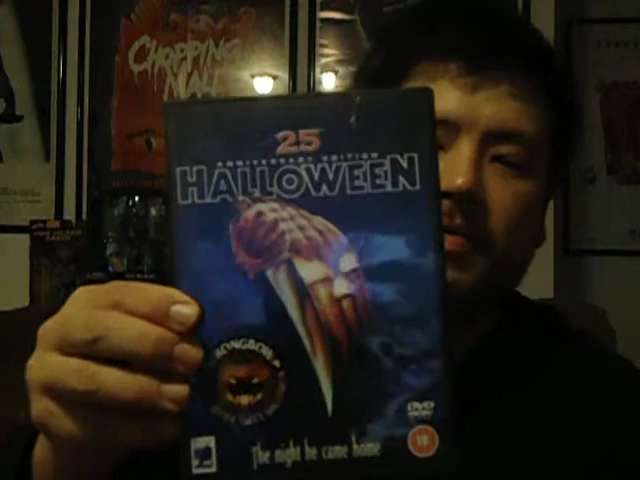 CHOPPING
MALL
25
ANNIVERSARY EDITION
HALLOWEEN
The night he came home
DVD
18